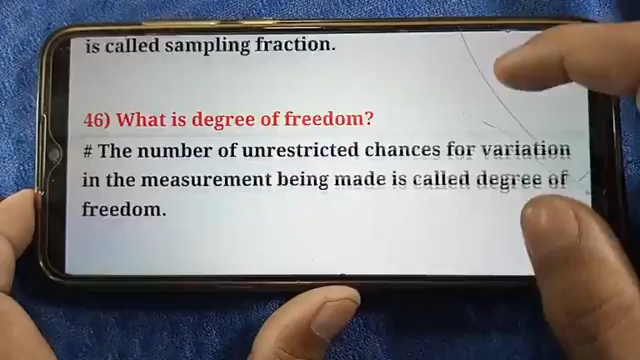 is called sampling fraction.
46) What is degree of freedom?
# The number of unrestricted chances for variation
in the measurement being made is called degree of
freedom.